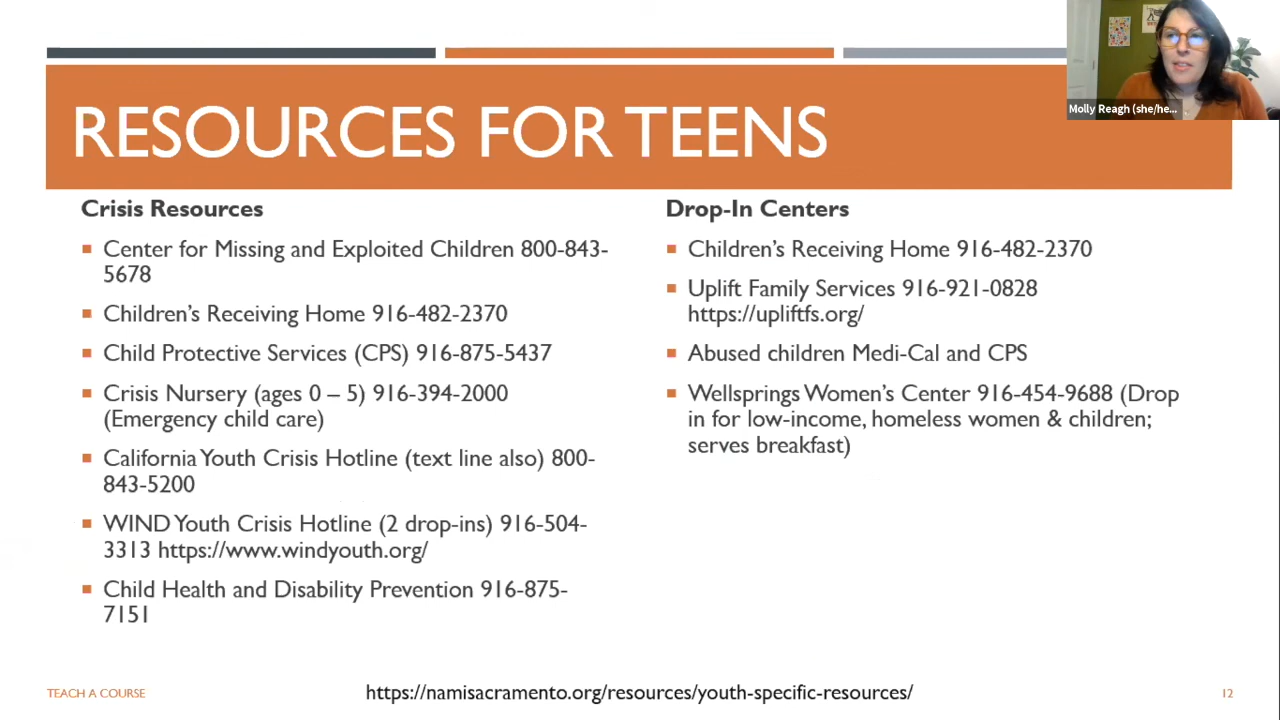 Molly Reagh (she/he...
RESOURCES FOR TEENS
Crisis Resources
Center for Missing and Exploited Children 800-843-
5678
Children’s Receiving Home 916-482-2370
Child Protective Services (CPS) 916-875-5437
Crisis Nursery (ages 0 – 5) 916-394-2000
(Emergency child care)
California Youth Crisis Hotline (text line also) 800-
843-5200
WIND Youth Crisis Hotline (2 drop-ins) 916-504-
3313 https://www.windyouth.org/
Child Health and Disability Prevention 916-875-
7151
Drop-In Centers
Children’s Receiving Home 916-482-2370
Uplift Family Services 916-921-0828
https://upliftfs.org/
Abused children Medi-Cal and CPS
Wellsprings Women’s Center 916-454-9688 (Drop
in for low-income, homeless women & children;
serves breakfast)
TEACH A COURSE
https://namisacramento.org/resources/youth-specific-resources/
12